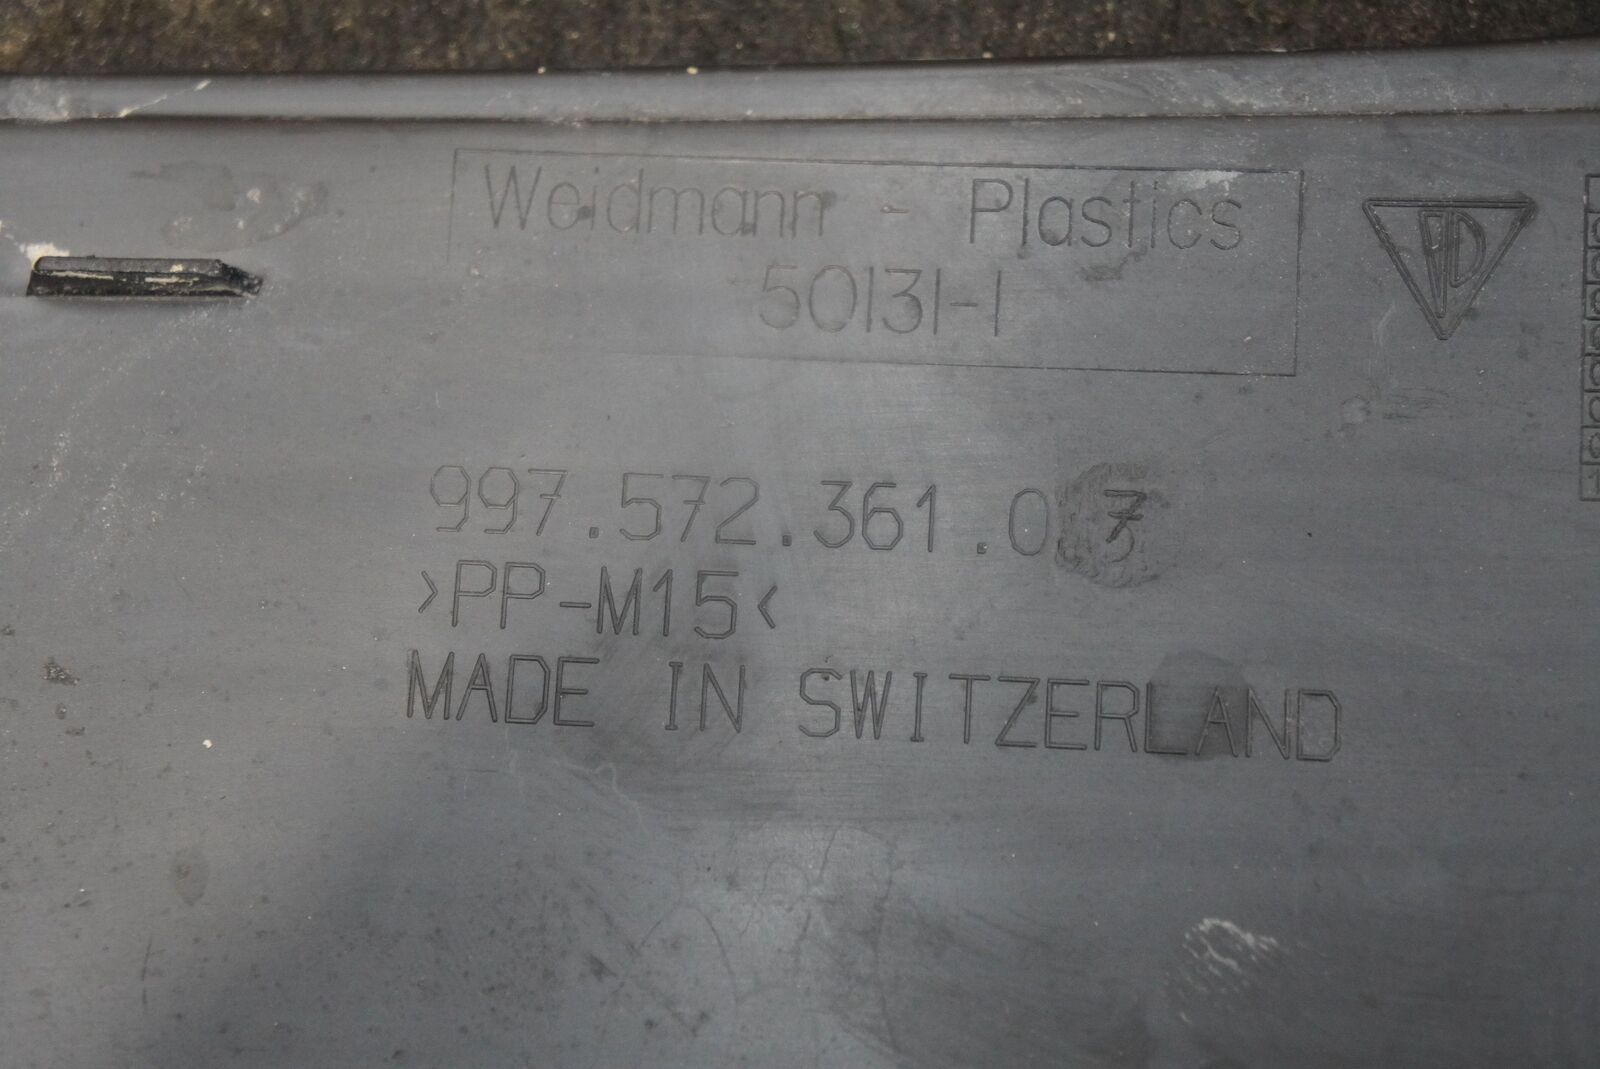 Weidmann - Plastics
50131-1
997.572.361.0
>PP-M15<
MADE IN SWITZERLAND